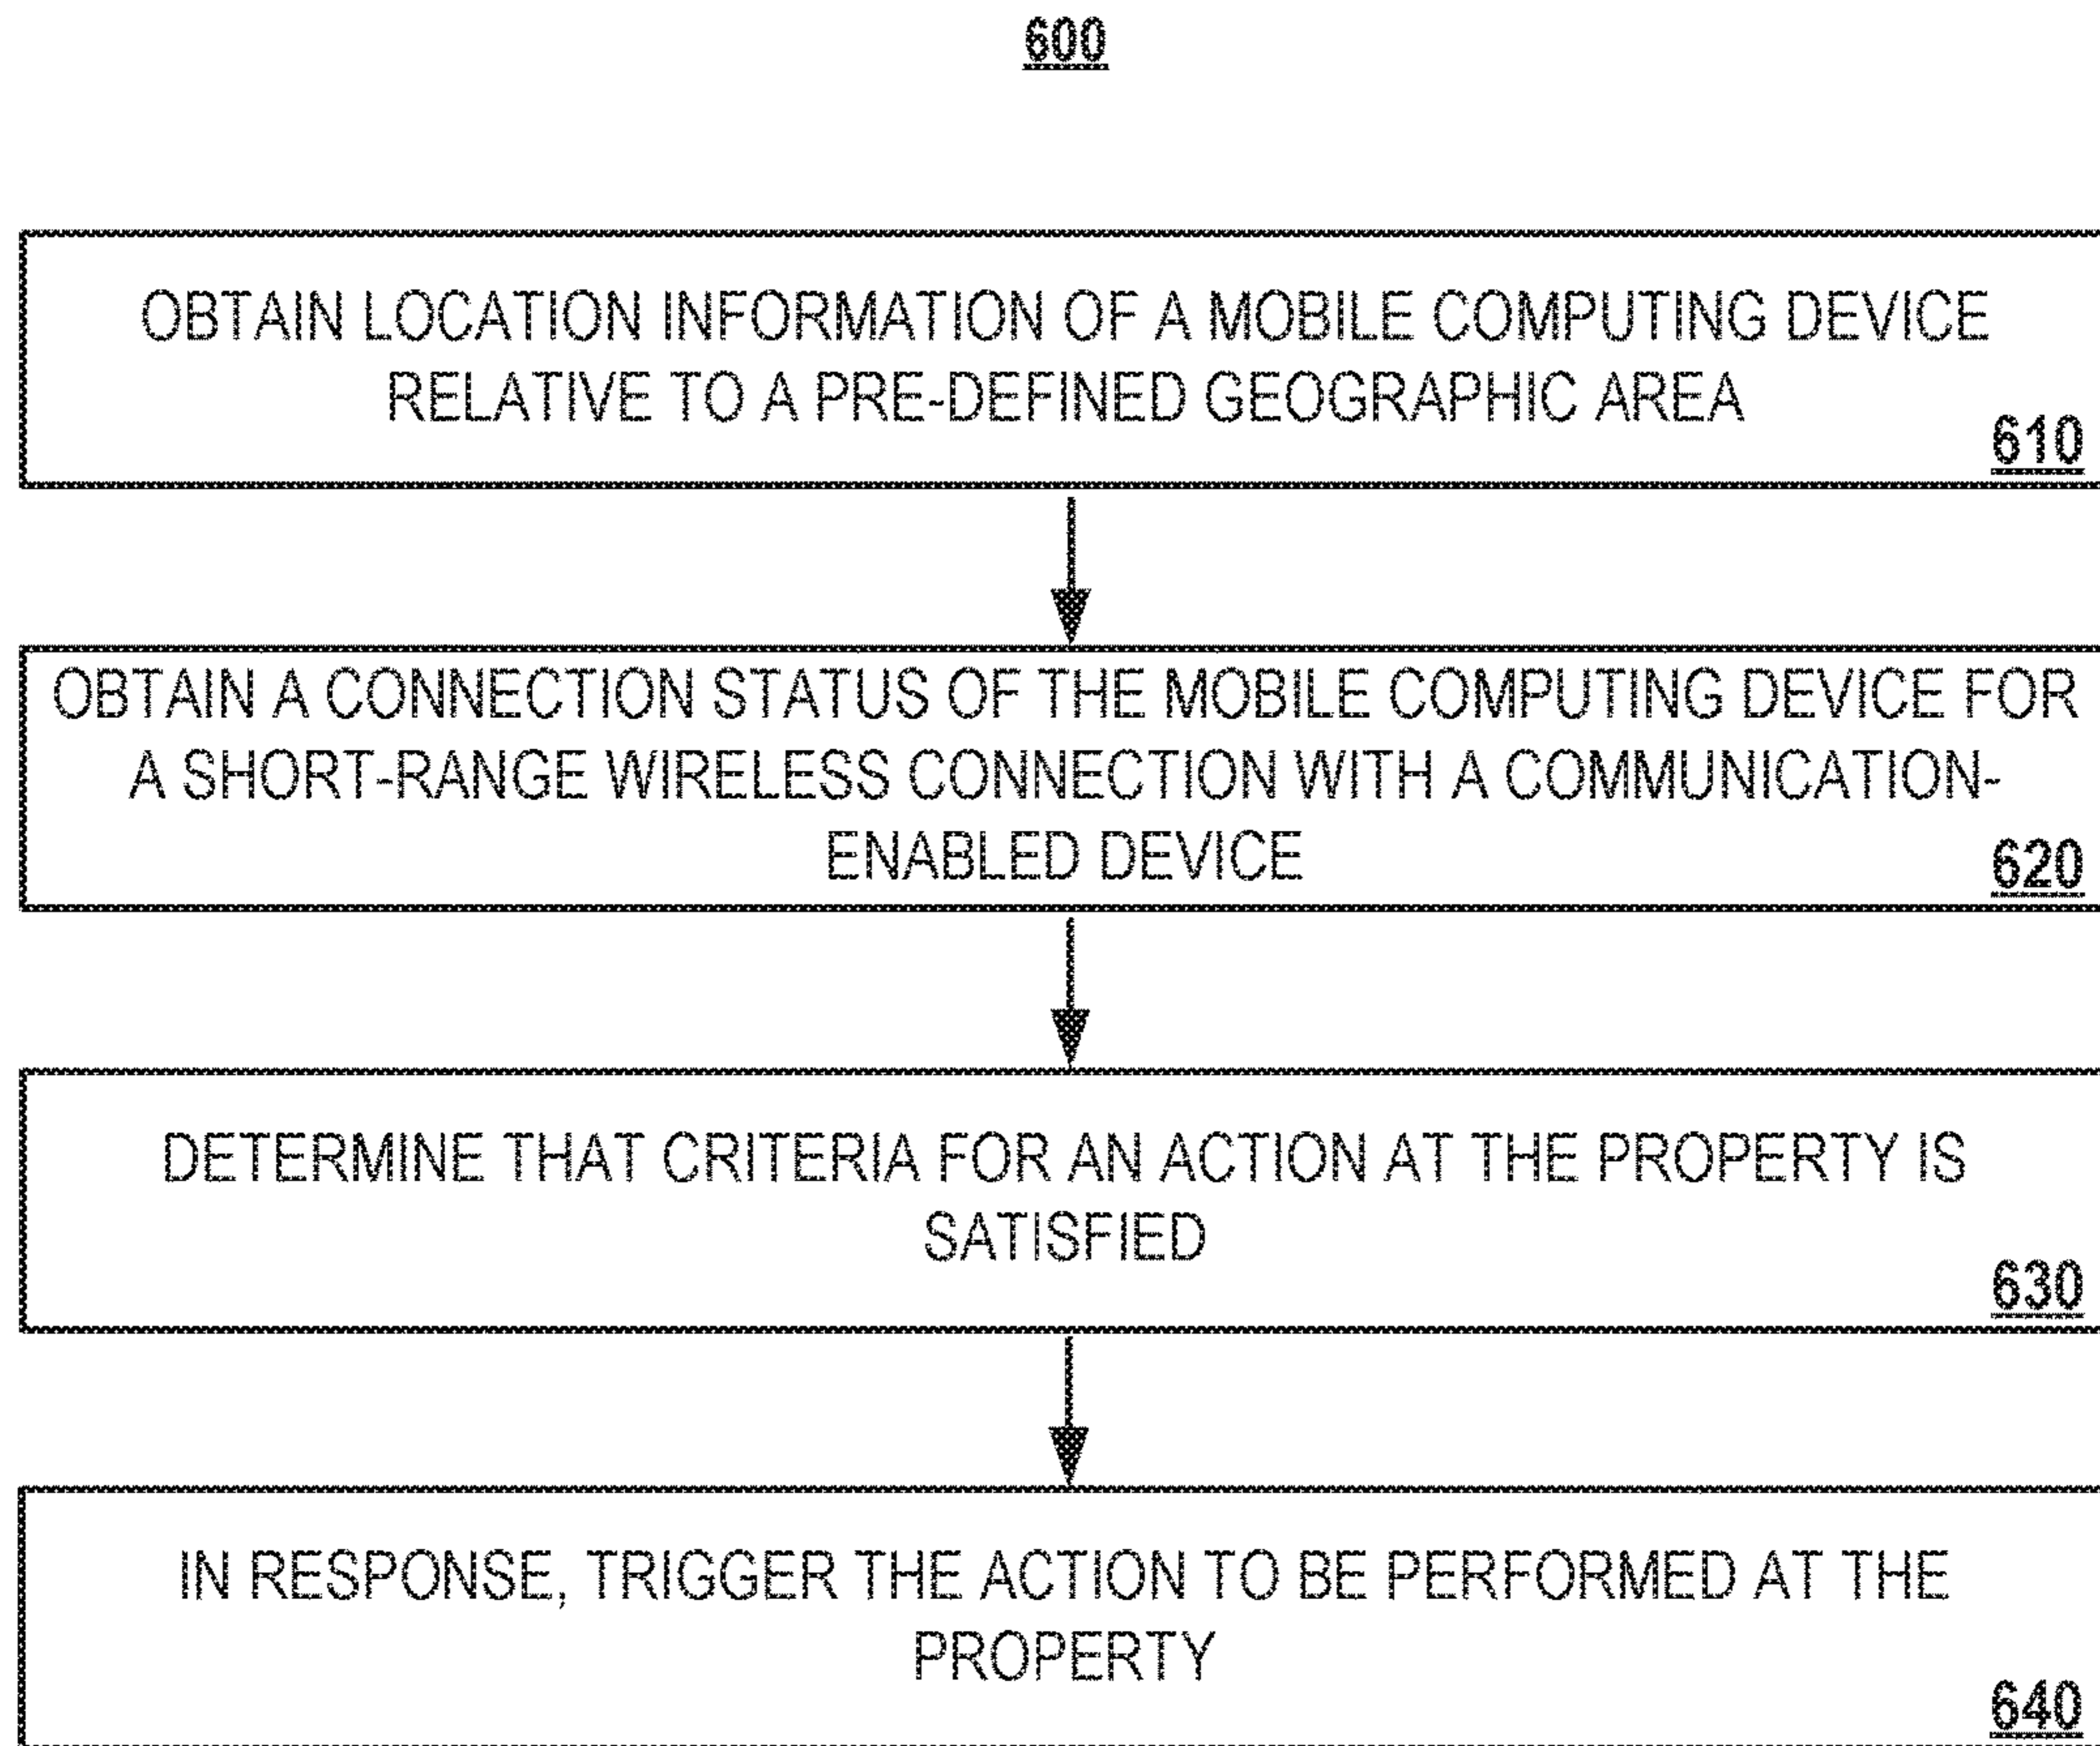 600
OBTAIN LOCATION INFORMATION OF A MOBILE COMPUTING DEVICE
RELATIVE TO A PRE-DEFINED GEOGRAPHIC AREA
610
OBTAIN A CONNECTION STATUS OF THE MOBILE COMPUTING DEVICE FOR
A SHORT-RANGE WIRELESS CONNECTION WITH A COMMUNICATION-
ENABLED DEVICE
620
DETERMINE THAT CRITERIA FOR AN ACTION AT THE PROPERTY IS
SATISFIED
630
IN RESPONSE, TRIGGER THE ACTION TO BE PERFORMED AT THE
PROPERTY
640